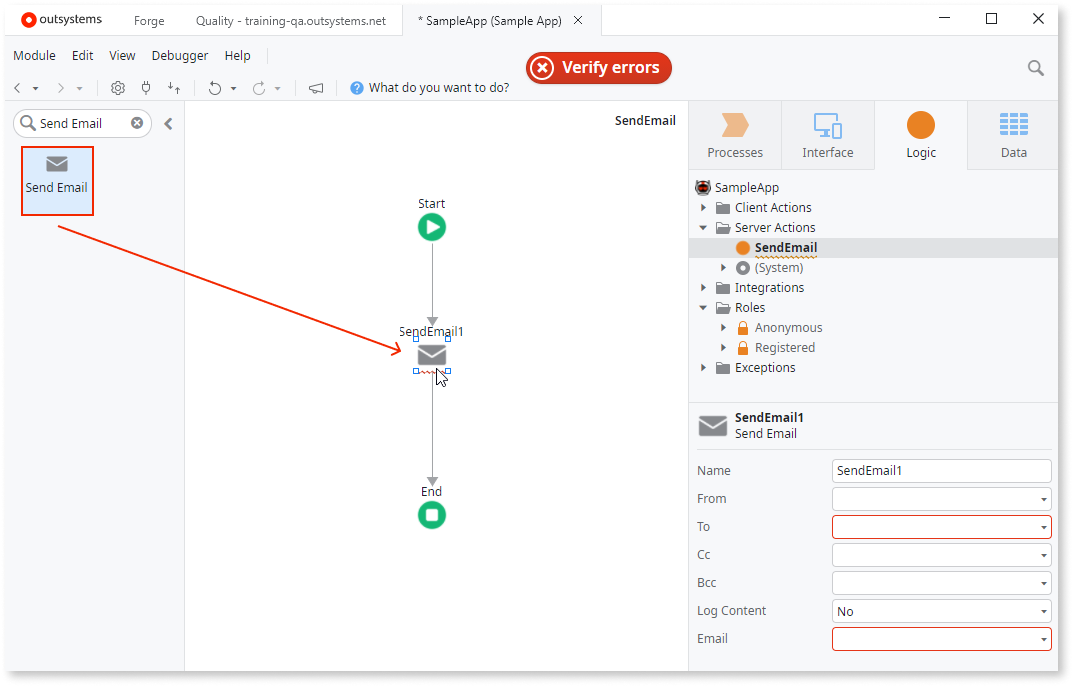 outsystems
Forge
Quality - training-qa.outsystems.net
* SampleApp (Sample App)
Module Edit View Debugger Help
Verify errors
? What do you want to do?
Send Email
Send Email
SendEmail
Start
SendEmail1
End
Processes
Interface
Logic
Data
SampleApp
Client Actions
Server Actions
SendEmail
(System)
Integrations
Roles
Anonymous
Registered
Exceptions
SendEmail1
Send Email
Name SendEmail1
From
To
Cc
Bcc
Log Content No
Email